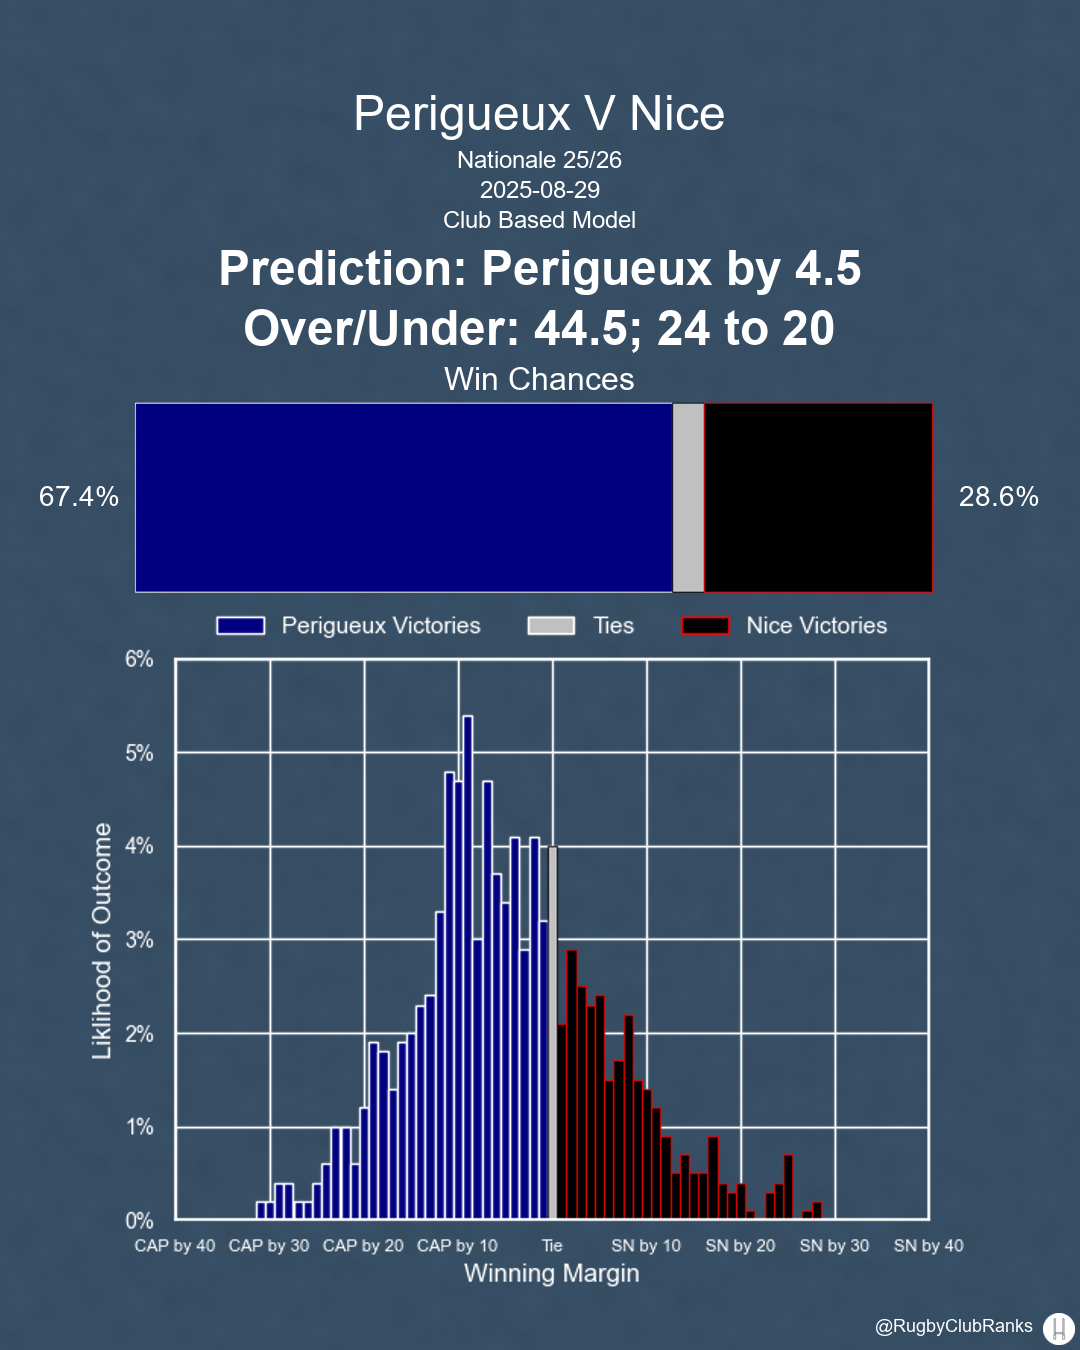 Perigueux V Nice
Nationale 25/26
2025-08-29
Club Based Model
Prediction: Perigueux by 4.5
Over/Under: 44.5; 24 to 20
Win Chances
67.4%
28.6%
Perigueux Victories Ties Nice Victories
6%
5%
4%
3%
2%
1%
0%
Liklihood of Outcome
CAP by 40 CAP by 30 CAP by 20 CAP by 10 Tie SN by 10 SN by 20 SN by 30 SN by 40
Winning Margin
@RugbyClubRanks